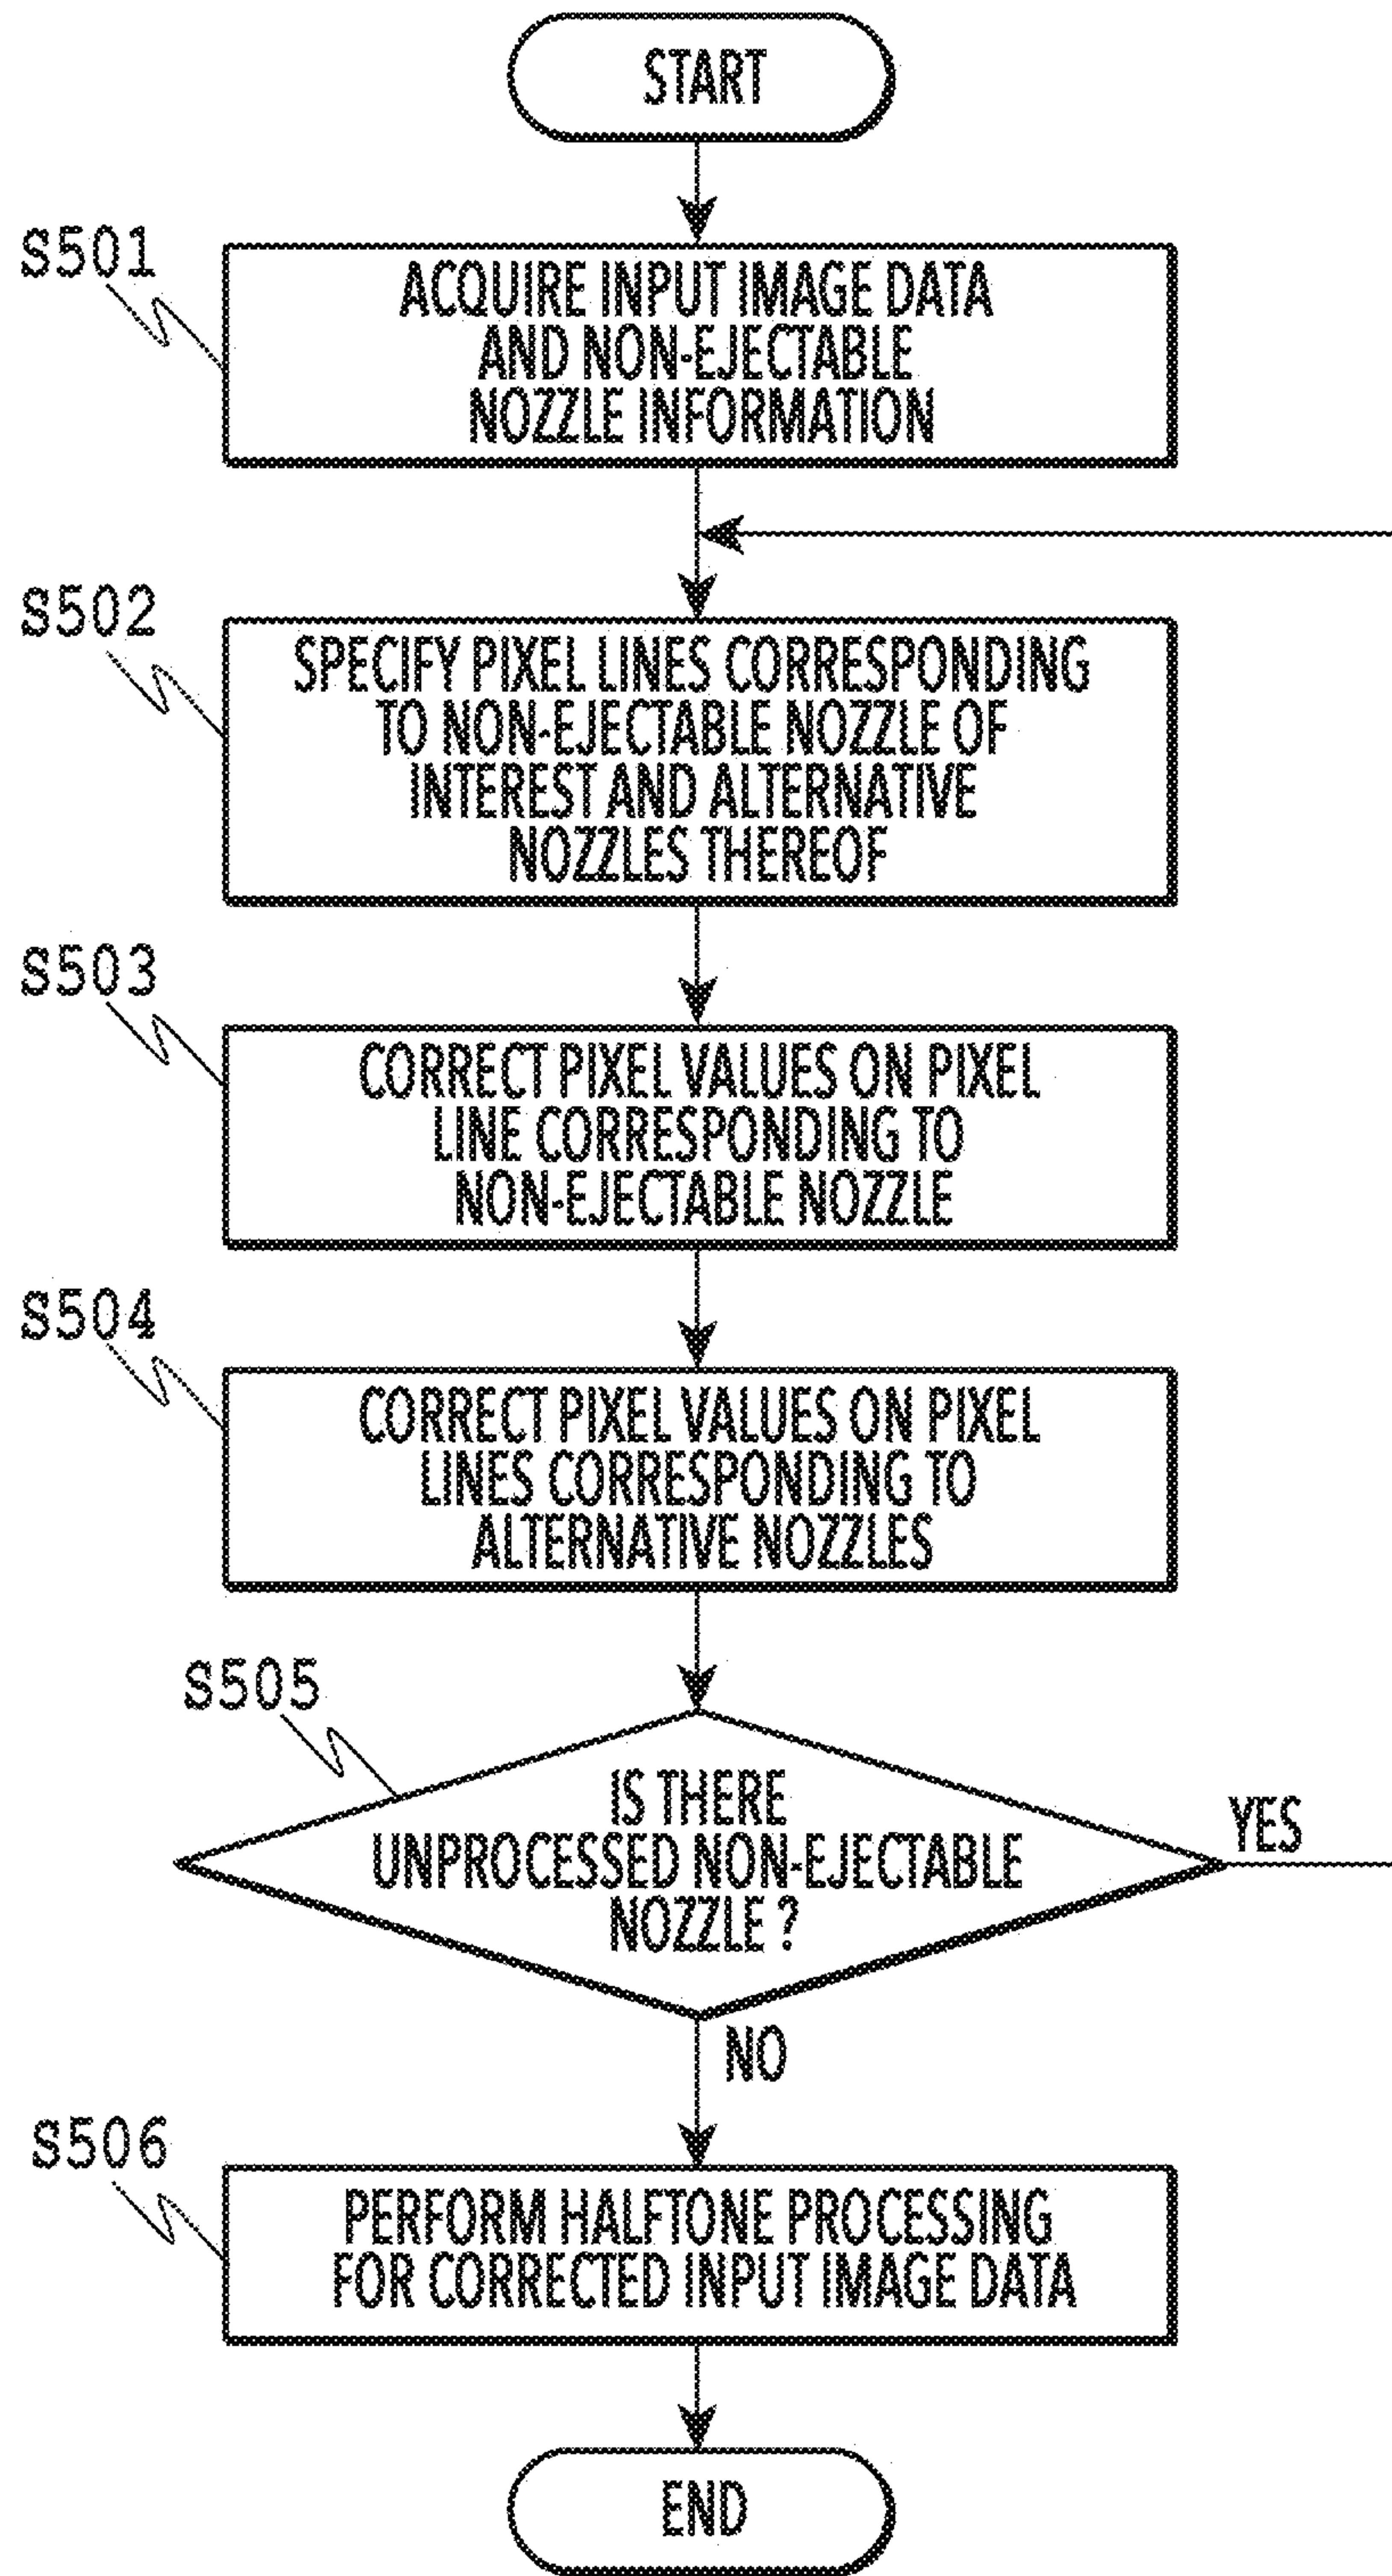 START
S501
ACQUIRE INPUT IMAGE DATA
AND NON-EJECTABLE
NOZZLE INFORMATION
S502
SPECIFY PIXEL LINES CORRESPONDING
TO NON-EJECTABLE NOZZLE OF
INTEREST AND ALTERNATIVE
NOZZLES THEREOF
S503
CORRECT PIXEL VALUES ON PIXEL
LINE CORRESPONDING TO
NON-EJECTABLE NOZZLE
S504
CORRECT PIXEL VALUES ON PIXEL
LINES CORRESPONDING TO
ALTERNATIVE NOZZLES
S505
IS THERE
UNPROCESSED NON-EJECTABLE
NOZZLE ?
YES
NO
S506
PERFORM HALFTONE PROCESSING
FOR CORRECTED INPUT IMAGE DATA
END